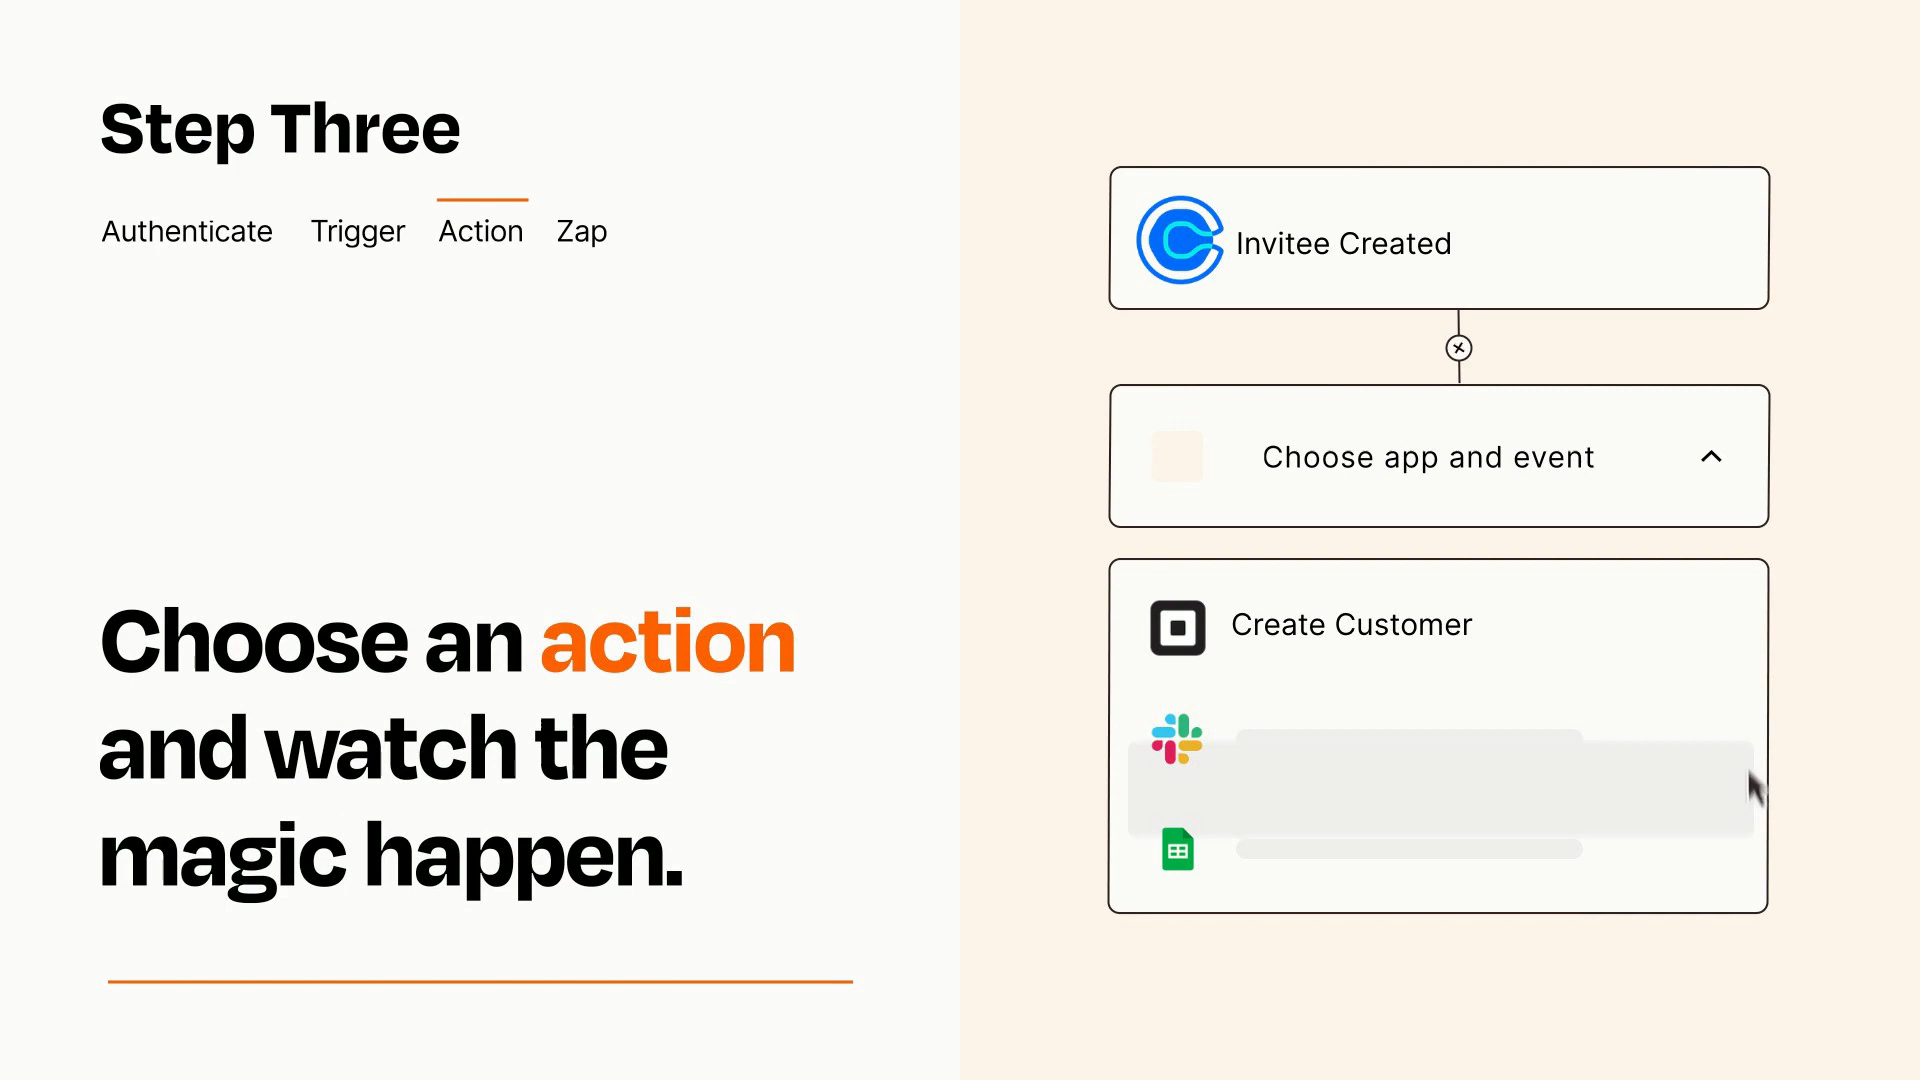 Step Three
Authenticate Trigger Action Zap
Choose an action
and watch the
magic happen.
Invitee Created
Choose app and event
Create Customer